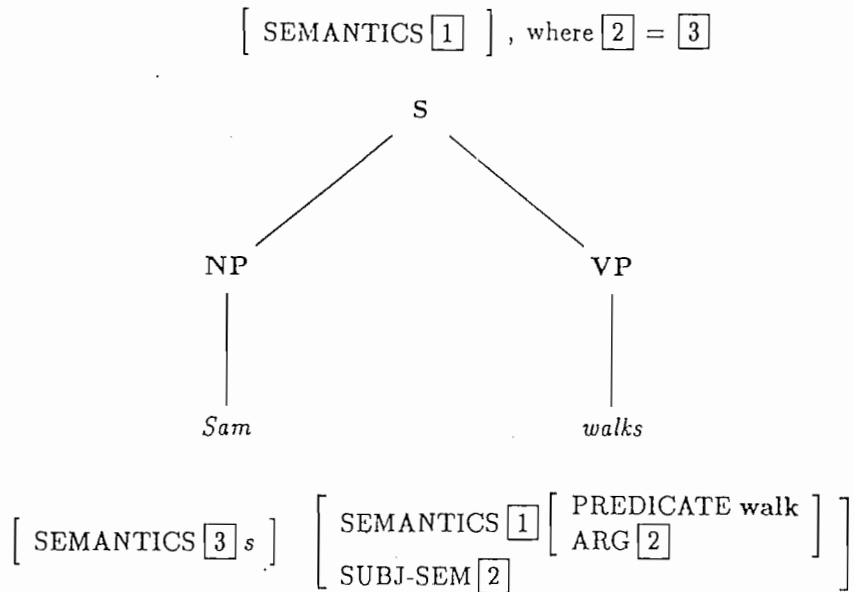 [ SEMANTICS 1 ] , where 2 = 3
S
NP VP
Sam walks
[ SEMANTICS 3 s ] [ SEMANTICS 1 [ PREDICATE walk
ARG 2 ]
SUBJ-SEM 2 ]